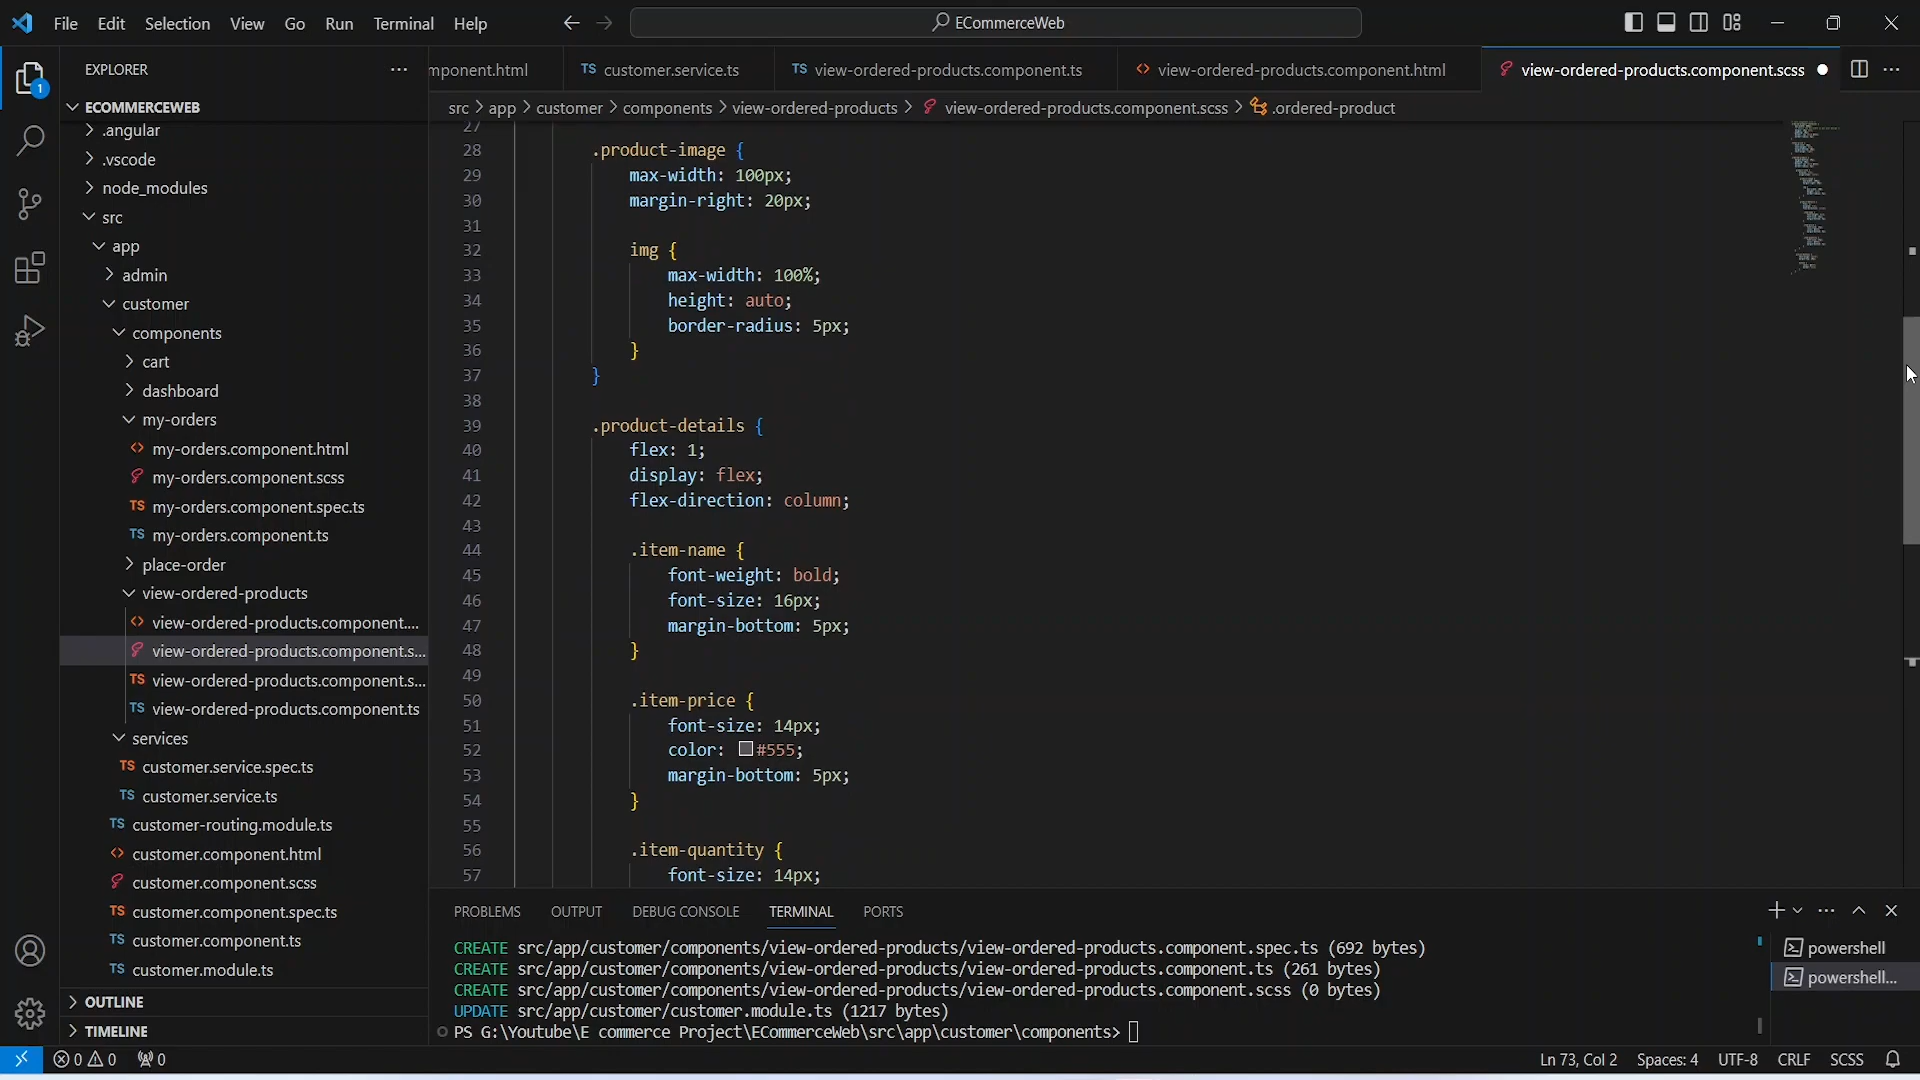 File Edit Selection View Go Run Terminal Help
ECommerceWeb
EXPLORER
mponent.html
customer.service.ts
view-ordered-products.component.ts
view-ordered-products.component.html
view-ordered-products.component.scss
ECOMMERCEWEB
src > app > customer > components > view-ordered-products > view-ordered-products.component.scss > .ordered-product
.angular
.vscode
node_modules
src
app
admin
customer
components
cart
dashboard
my-orders
my-orders.component.html
my-orders.component.scss
my-orders.component.spec.ts
my-orders.component.ts
place-order
view-ordered-products
view-ordered-products.component....
view-ordered-products.component.s...
view-ordered-products.component.s...
view-ordered-products.component.ts
services
customer.service.spec.ts
customer.service.ts
customer-routing.module.ts
customer.component.html
customer.component.scss
customer.component.spec.ts
customer.component.ts
customer.module.ts
OUTLINE
TIMELINE
27
28 .product-image {
29 max-width: 100px;
30 margin-right: 20px;
31
32 img {
33 max-width: 100%;
34 height: auto;
35 border-radius: 5px;
36 }
37 }
38
39 .product-details {
40 flex: 1;
41 display: flex;
42 flex-direction: column;
43
44 .item-name {
45 font-weight: bold;
46 font-size: 16px;
47 margin-bottom: 5px;
48 }
49
50 .item-price {
51 font-size: 14px;
52 color: #555;
53 margin-bottom: 5px;
54 }
55
56 .item-quantity {
57 font-size: 14px;
PROBLEMS OUTPUT DEBUG CONSOLE TERMINAL PORTS
CREATE src/app/customer/components/view-ordered-products/view-ordered-products.component.spec.ts (692 bytes)
CREATE src/app/customer/components/view-ordered-products/view-ordered-products.component.ts (261 bytes)
CREATE src/app/customer/components/view-ordered-products/view-ordered-products.component.scss (0 bytes)
UPDATE src/app/customer/customer.module.ts (1217 bytes)
PS G:\Youtube\E commerce Project\ECommerceWeb\src\app\customer\components>
powershell
powershell...
0 0 0
Ln 73, Col 2 Spaces: 4 UTF-8 CRLF SCSS